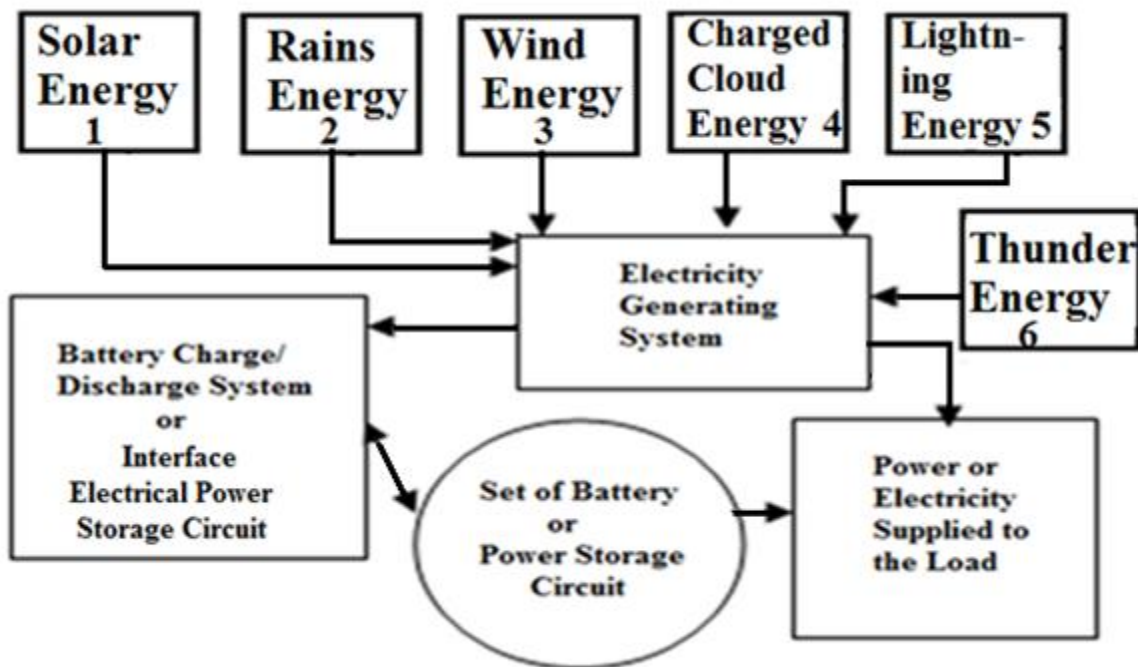 Solar
Energy
1
Rains
Energy
2
Wind
Energy
3
Charged
Cloud
Energy 4
Lightn-
ing
Energy 5
Thunder
Energy
6
Electricity
Generating
System
Battery Charge/
Discharge System
or
Interface
Electrical Power
Storage Circuit
Set of Battery
or
Power Storage
Circuit
Power or
Electricity
Supplied to
the Load